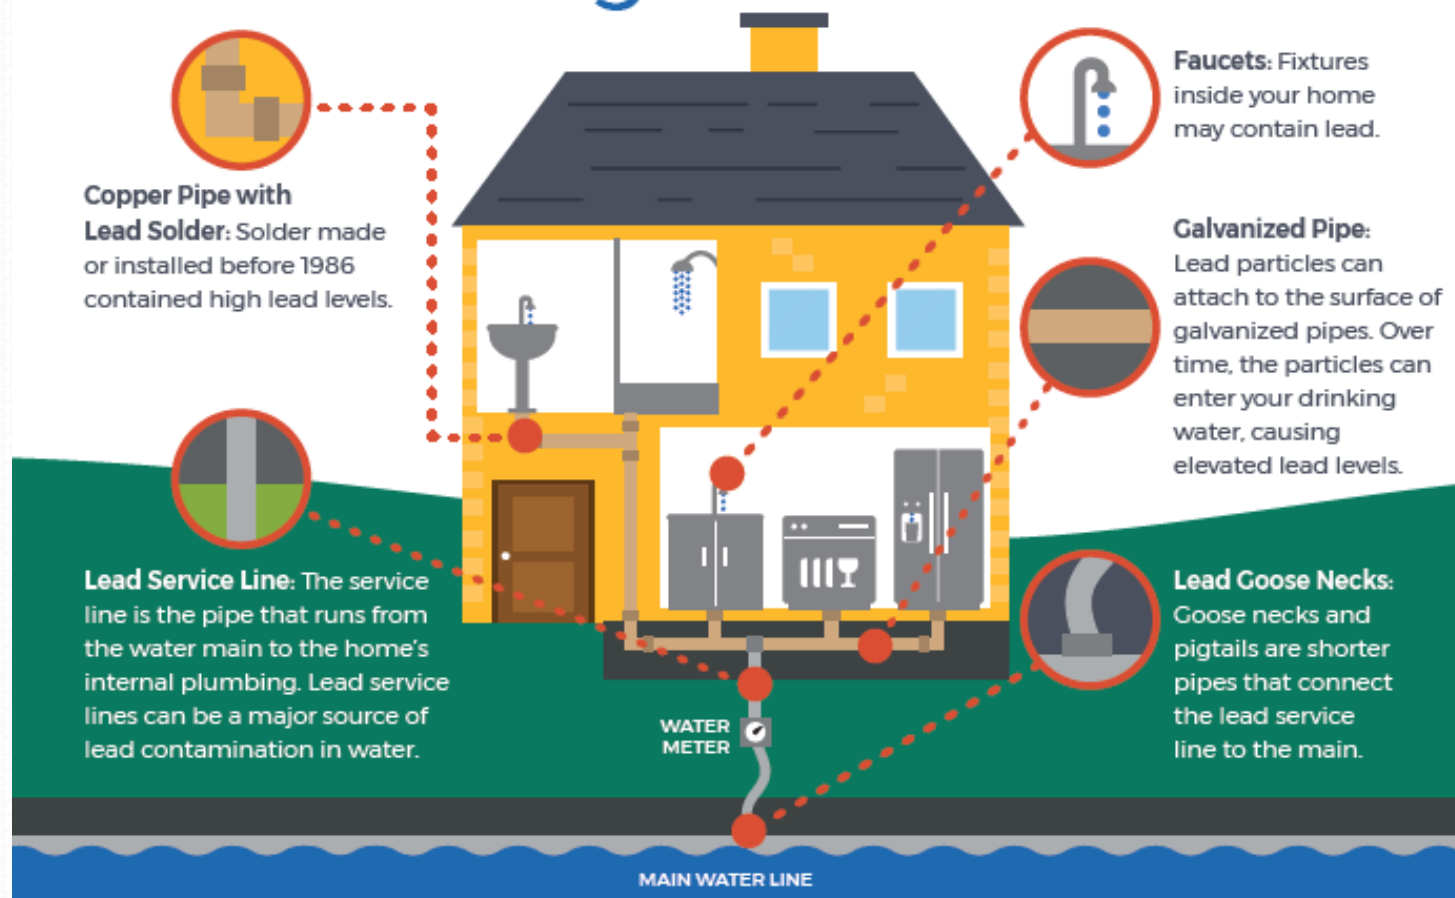 Copper Pipe with
Lead Solder: Solder made
or installed before 1986
contained high lead levels.
Lead Service Line: The service
line is the pipe that runs from
the water main to the home's
internal plumbing. Lead service
lines can be a major source of
lead contamination in water.
Faucets: Fixtures
inside your home
may contain lead.
Galvanized Pipe:
Lead particles can
attach to the surface of
galvanized pipes. Over
time, the particles can
enter your drinking
water, causing
elevated lead levels.
Lead Goose Necks:
Goose necks and
pigtails are shorter
pipes that connect
the lead service
line to the main.
WATER
METER
MAIN WATER LINE